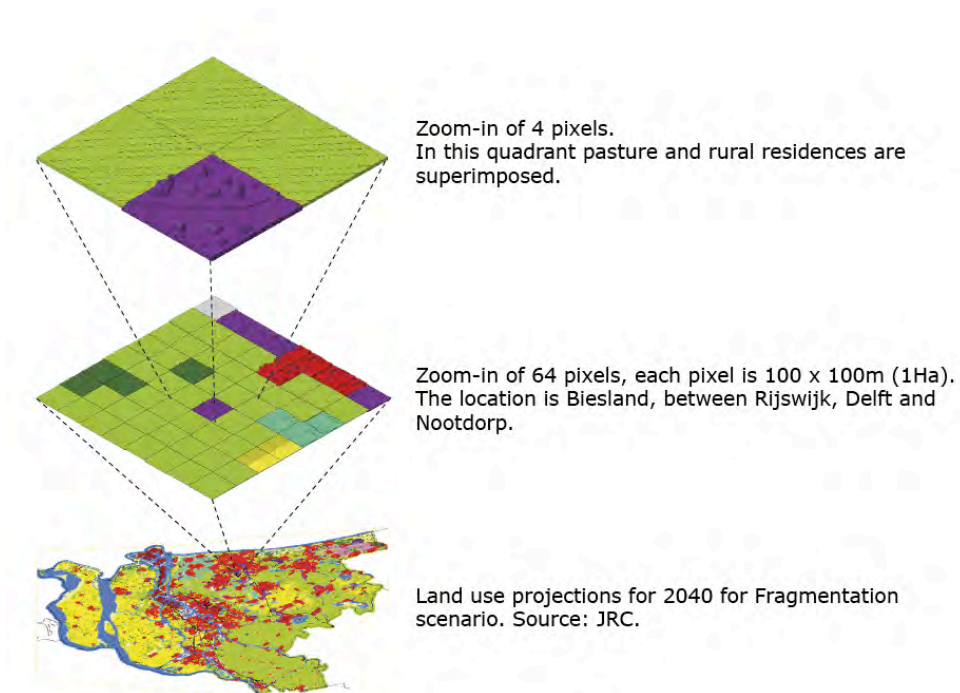 Zoom-in of 4 pixels.
In this quadrant pasture and rural residences are
superimposed.
Zoom-in of 64 pixels, each pixel is 100 x 100m (1Ha).
The location is Biesland, between Rijswijk, Delft and
Nootdorp.
Land use projections for 2040 for Fragmentation
scenario. Source: JRC.